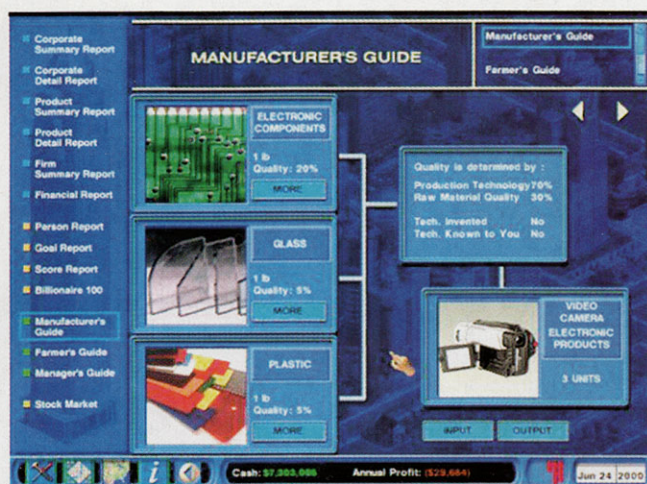 Corporate
Summary Report
Corporate
Detail Report
Product
Summary Report
Product
Detail Report
Firm
Summary Report
Financial Report
Person Report
Goal Report
Score Report
Billionaire 100
Manufacturer's
Guide
Farmer's Guide
Manager's Guide
Stock Market
MANUFACTURER'S GUIDE
Manufacturer's Guide
Farmer's Guide
ELECTRONIC
COMPONENTS
1 lb
Quality: 20%
MORE
GLASS
1 lb
Quality: 5%
MORE
PLASTIC
1 lb
Quality: 5%
MORE
Quality is determined by :
Production Technology 70%
Raw Material Quality 30%
Tech. Invented No
Tech. Known to You No
VIDEO
CAMERA
ELECTRONIC
PRODUCTS
3 UNITS
INPUT
OUTPUT
i
Cash: $7,303,086 Annual Profit: ($29,684)
Jun 24 2000